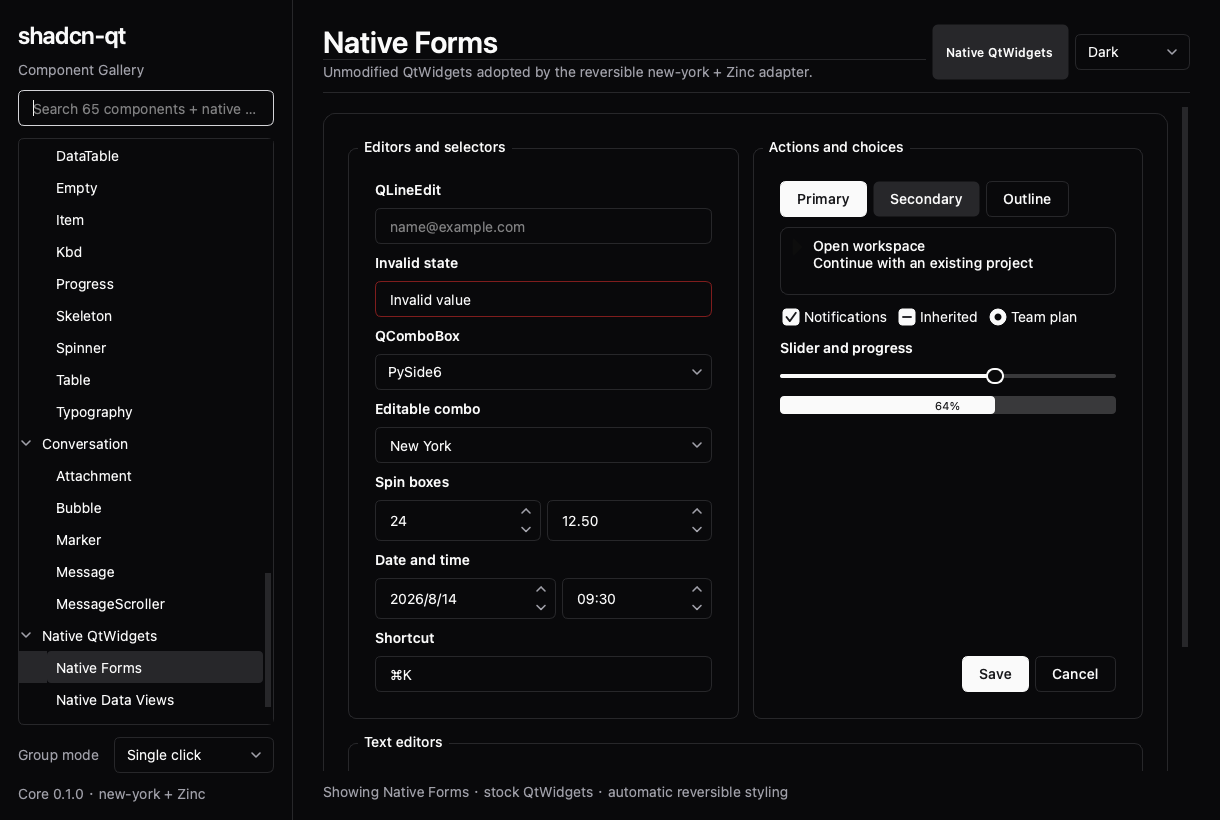 shadcn-qt
Component Gallery
Search 65 components + native ...
DataTable
Empty
Item
Kbd
Progress
Skeleton
Spinner
Table
Typography
Conversation
Attachment
Bubble
Marker
Message
MessageScroller
Native QtWidgets
Native Forms
Native Data Views
Group mode
Single click
Core 0.1.0 · new-york + Zinc
Native Forms
Unmodified QtWidgets adopted by the reversible new-york + Zinc adapter.
Native QtWidgets
Dark
Editors and selectors
QLineEdit
name@example.com
Invalid state
Invalid value
QComboBox
PySide6
Editable combo
New York
Spin boxes
24 12.50
Date and time
2026/8/14 09:30
Shortcut
⌘K
Actions and choices
Primary Secondary Outline
Open workspace
Continue with an existing project
Notifications Inherited Team plan
Slider and progress
64%
Save Cancel
Text editors
Showing Native Forms · stock QtWidgets · automatic reversible styling